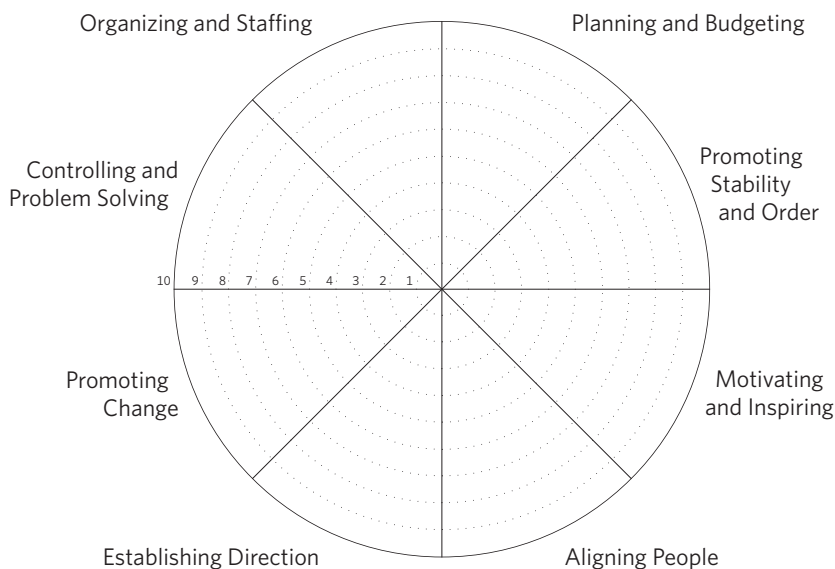 Organizing and Staffing
Planning and Budgeting
Controlling and
Problem Solving
Promoting
Stability
and Order
10 9 8 7 6 5 4 3 2 1
Promoting
Change
Motivating
and Inspiring
Establishing Direction
Aligning People